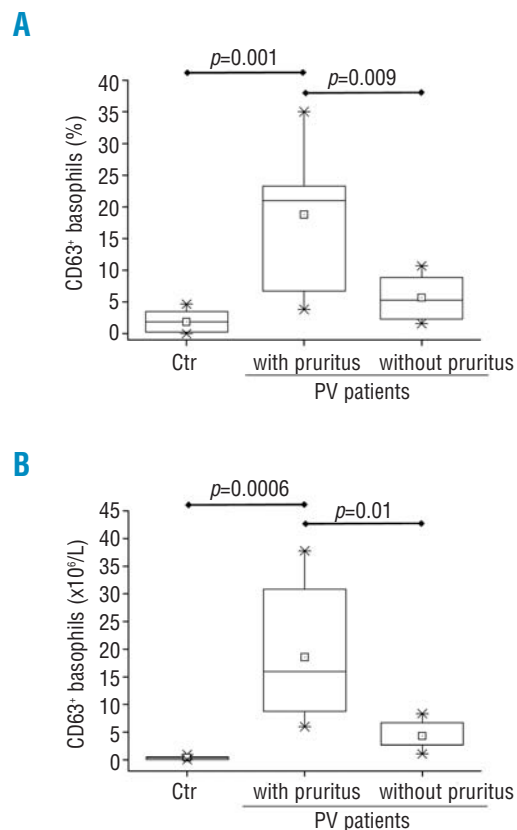 A
p=0.001
p=0.009
CD63⁺ basophils (%)
40
35
30
25
20
15
10
5
0
Ctr with pruritus without pruritus
PV patients
B
p=0.0006
p=0.01
CD63⁺ basophils (x10⁶/L)
45
40
35
30
25
20
15
10
5
0
Ctr with pruritus without pruritus
PV patients